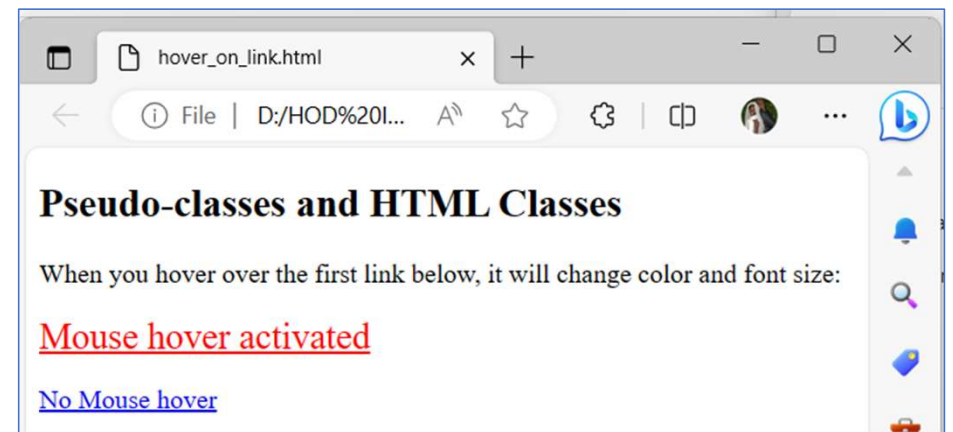 hover_on_link.html
File | D:/HOD%20I...
Pseudo-classes and HTML Classes
When you hover over the first link below, it will change color and font size:
Mouse hover activated
No Mouse hover